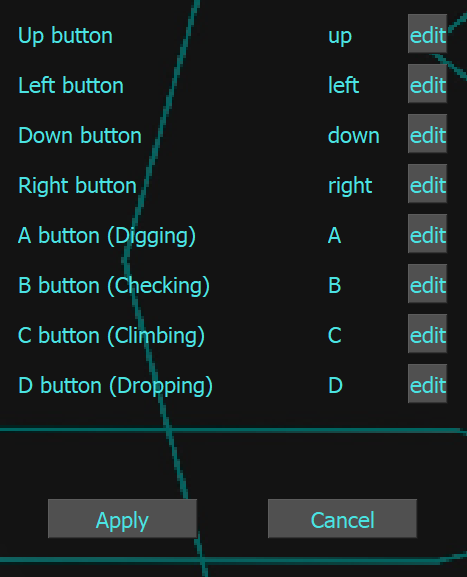 Up button up edit
Left button left edit
Down button down edit
Right button right edit
A button (Digging) A edit
B button (Checking) B edit
C button (Climbing) C edit
D button (Dropping) D edit
Apply Cancel